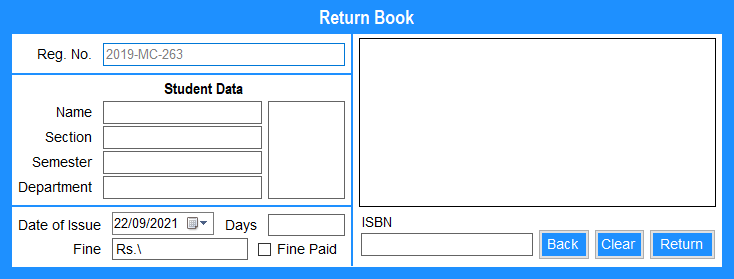 Return Book
Reg. No. 2019-MC-263
Student Data
Name
Section
Semester
Department
Date of Issue 22/09/2021 Days
Fine Rs.\ Fine Paid
ISBN
Back Clear Return